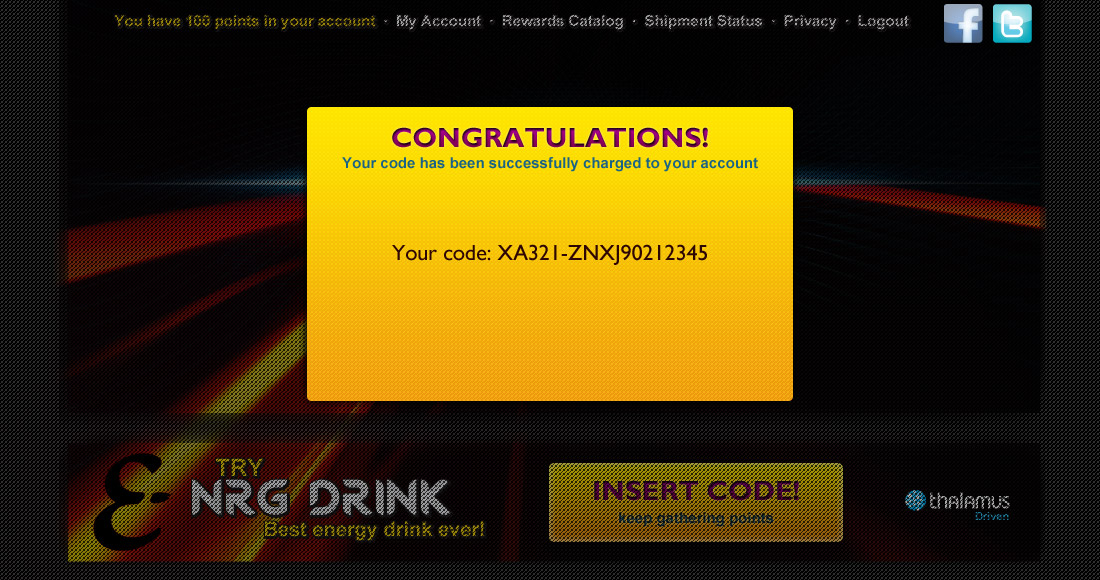 You have 100 points in your account · My Account · Rewards Catalog · Shipment Status · Privacy · Logout
f
t
CONGRATULATIONS!
Your code has been successfully charged to your account
Your code: XA321-ZNXJ90212345
TRY
NRG DRINK
Best energy drink ever!
INSERT CODE!
keep gathering points
thalamus
Driven